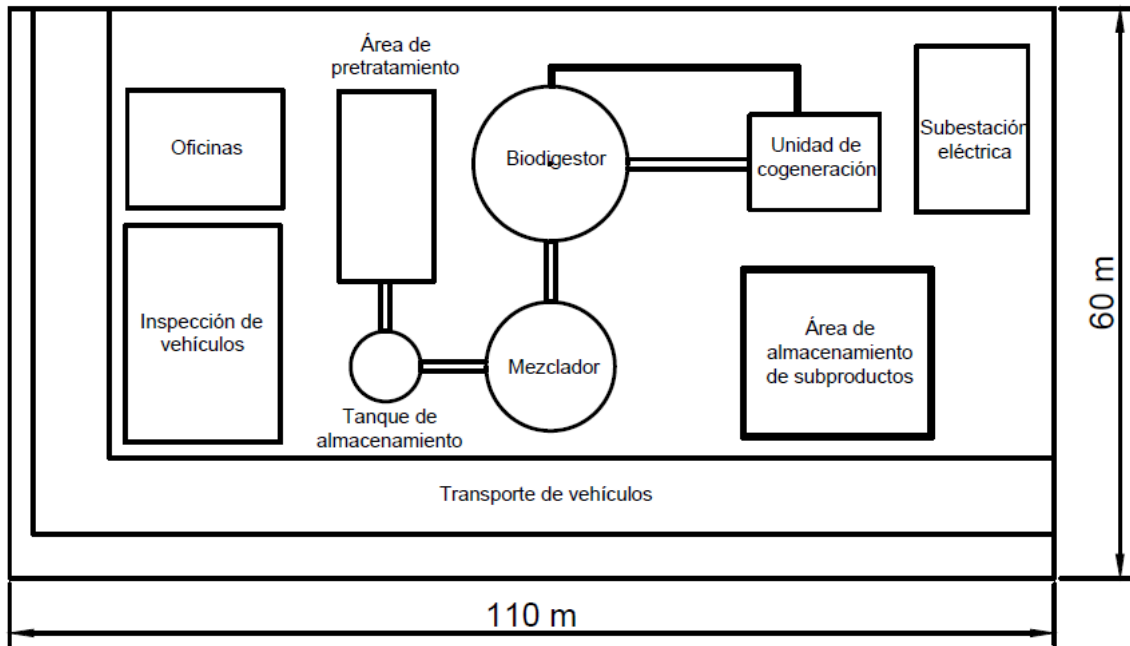 Área de
pretratamiento
Oficinas
Biodigestor
Unidad de
cogeneración
Subestación
eléctrica
Inspección de
vehículos
Mezclador
Tanque de
almacenamiento
Área de
almacenamiento
de subproductos
Transporte de vehículos
60 m
110 m